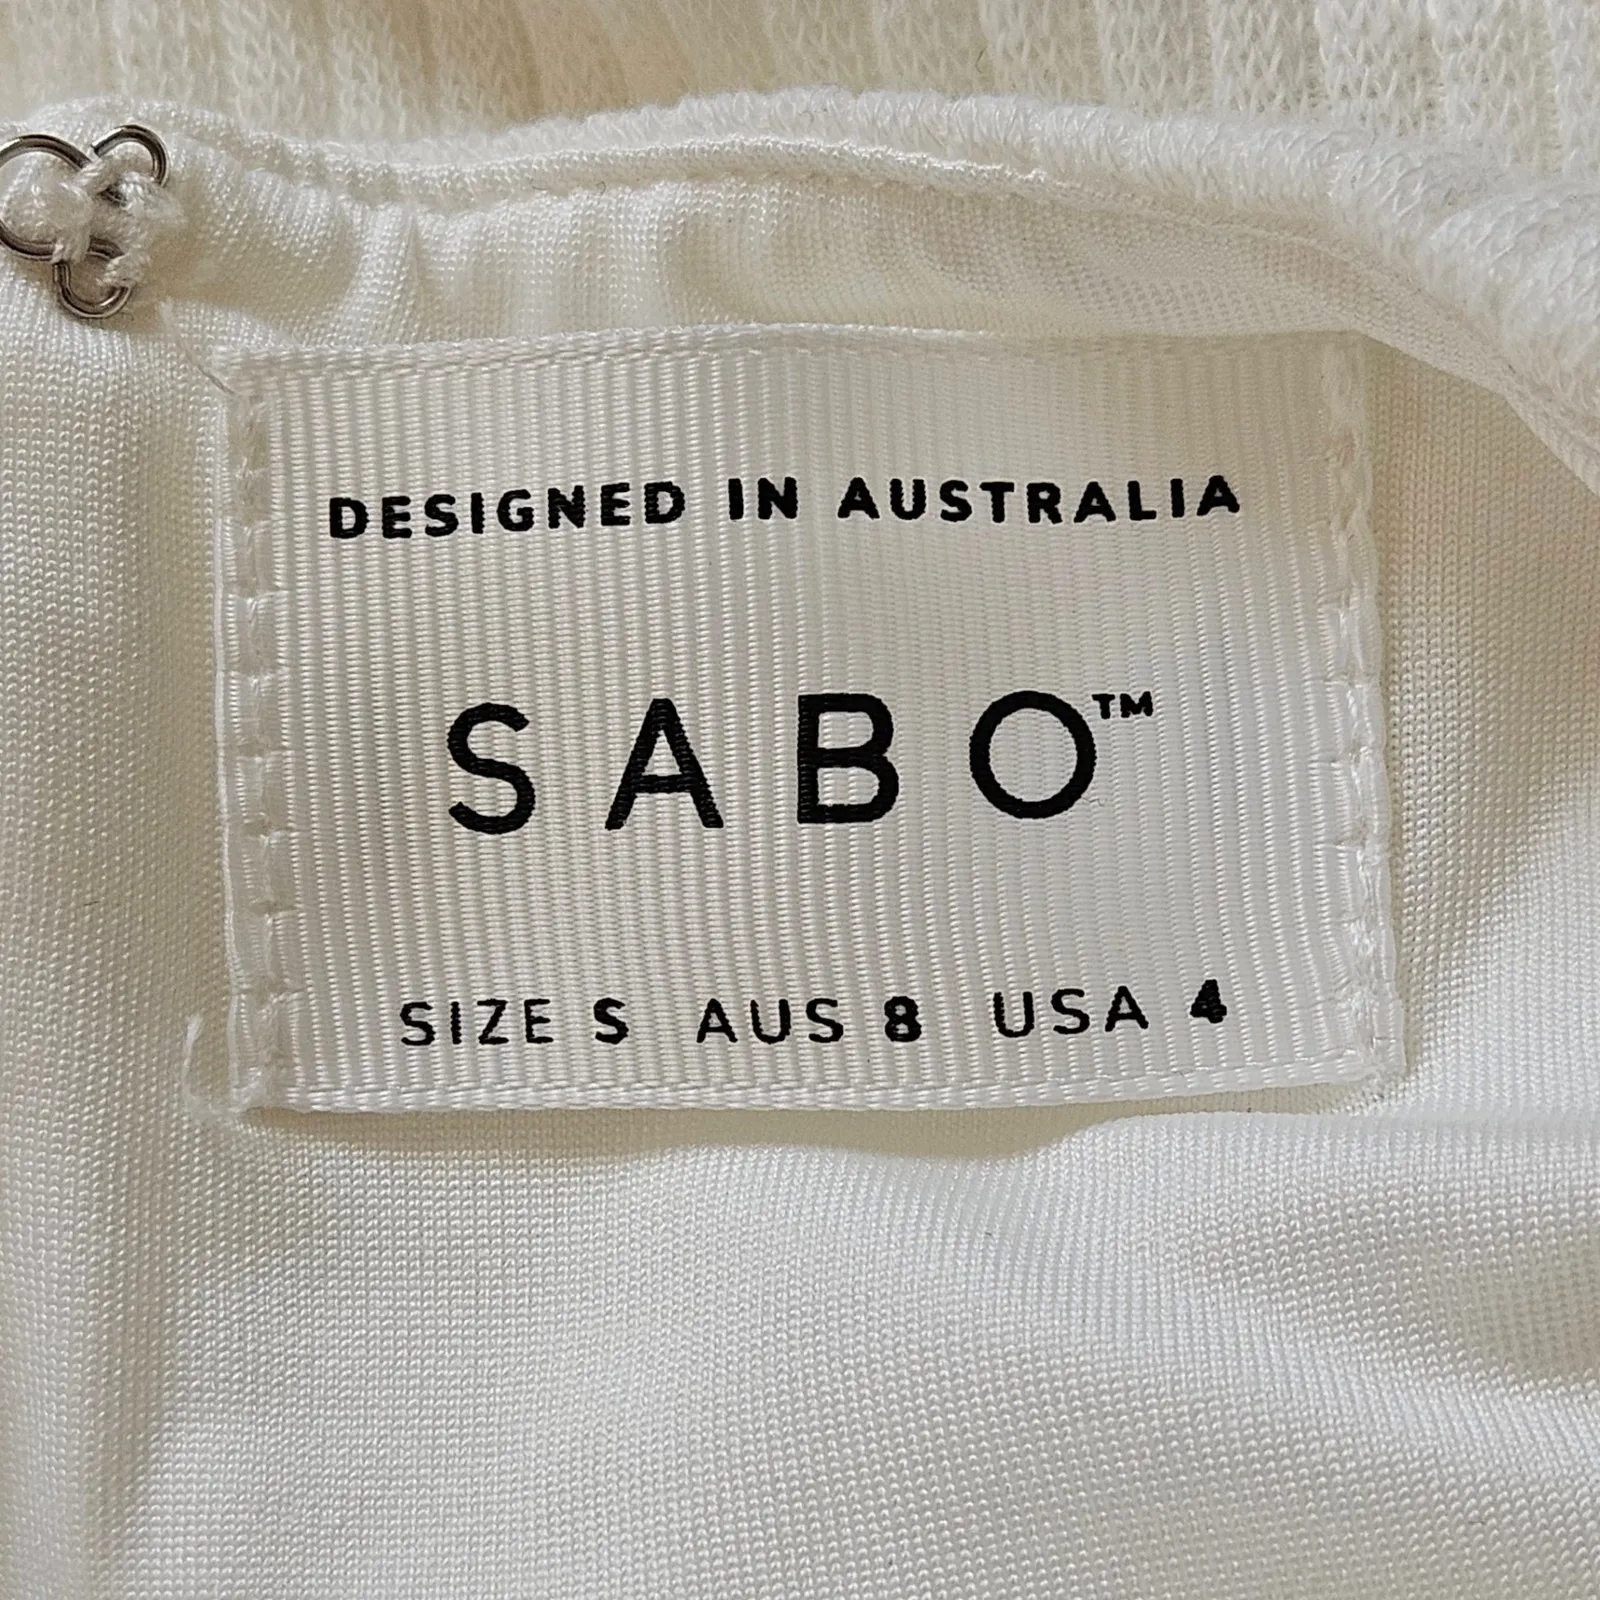 DESIGNED IN AUSTRALIA
SABO™
SIZE S AUS 8 USA 4